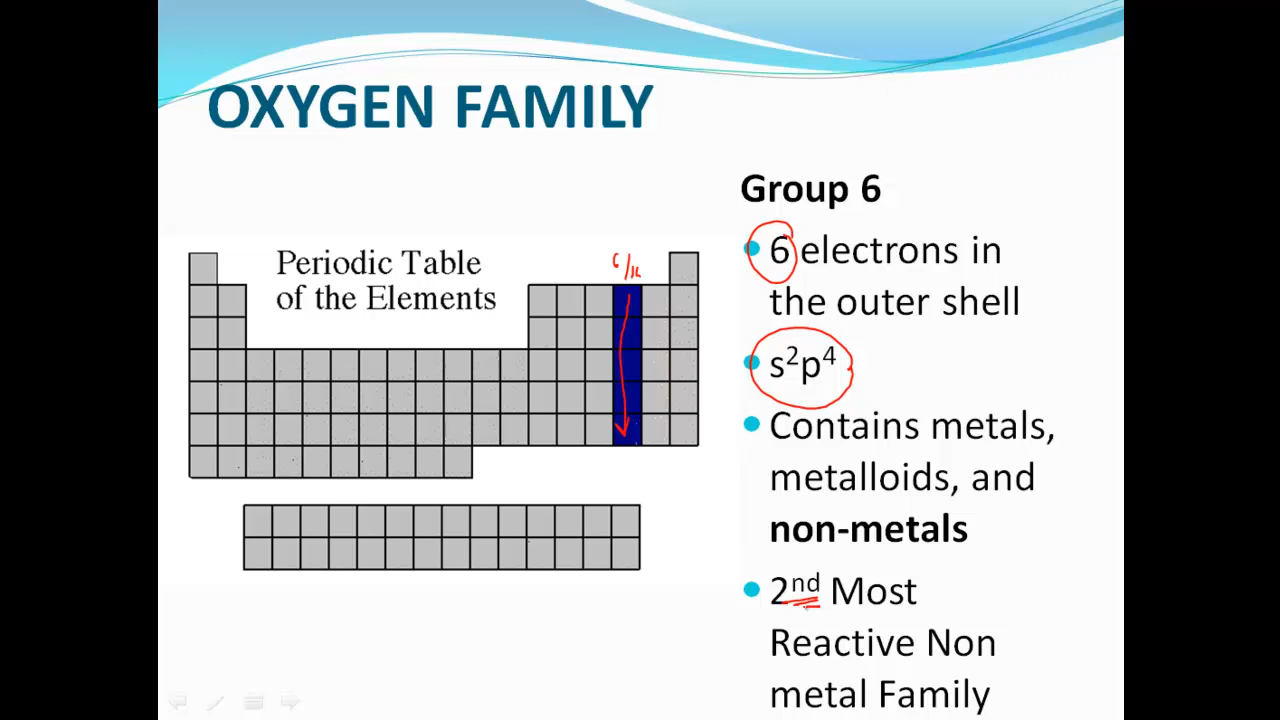 OXYGEN FAMILY
Group 6
• 6 electrons in
the outer shell
• s²p⁴
• Contains metals,
metalloids, and
non-metals
• 2ⁿᵈ Most
Reactive Non
metal Family
Periodic Table
of the Elements